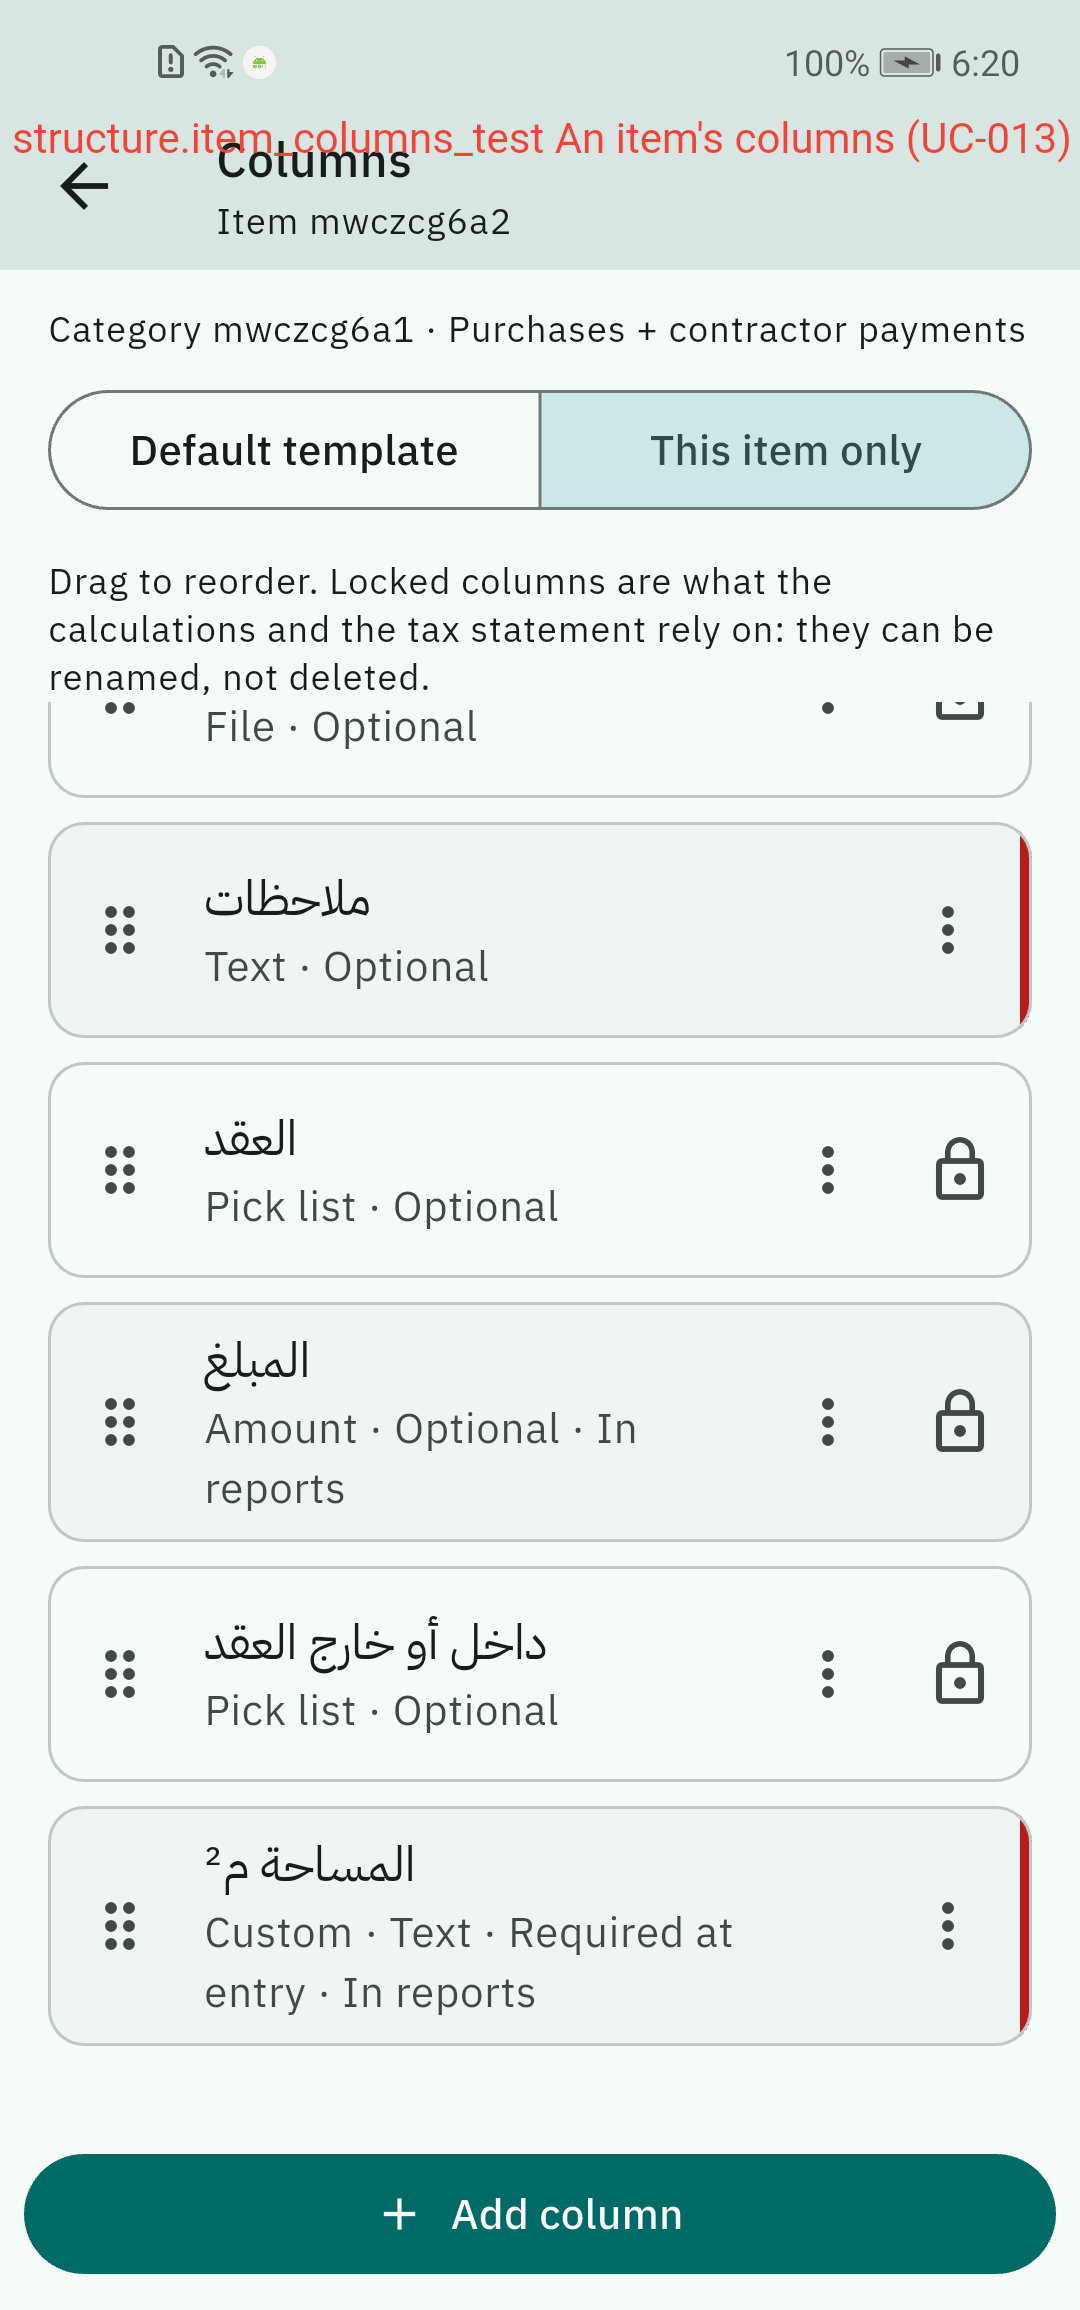 100% 6:20
structure.item_columns_test An item's columns (UC-013)
Columns
Item mwczcg6a2
Category mwczcg6a1 · Purchases + contractor payments
Default template
This item only
Drag to reorder. Locked columns are what the
calculations and the tax statement rely on: they can be
renamed, not deleted.
File · Optional
ملاحظات
Text · Optional
العقد
Pick list · Optional
المبلغ
Amount · Optional · In
reports
داخل أو خارج العقد
Pick list · Optional
المساحة م²
Custom · Text · Required at
entry · In reports
+ Add column